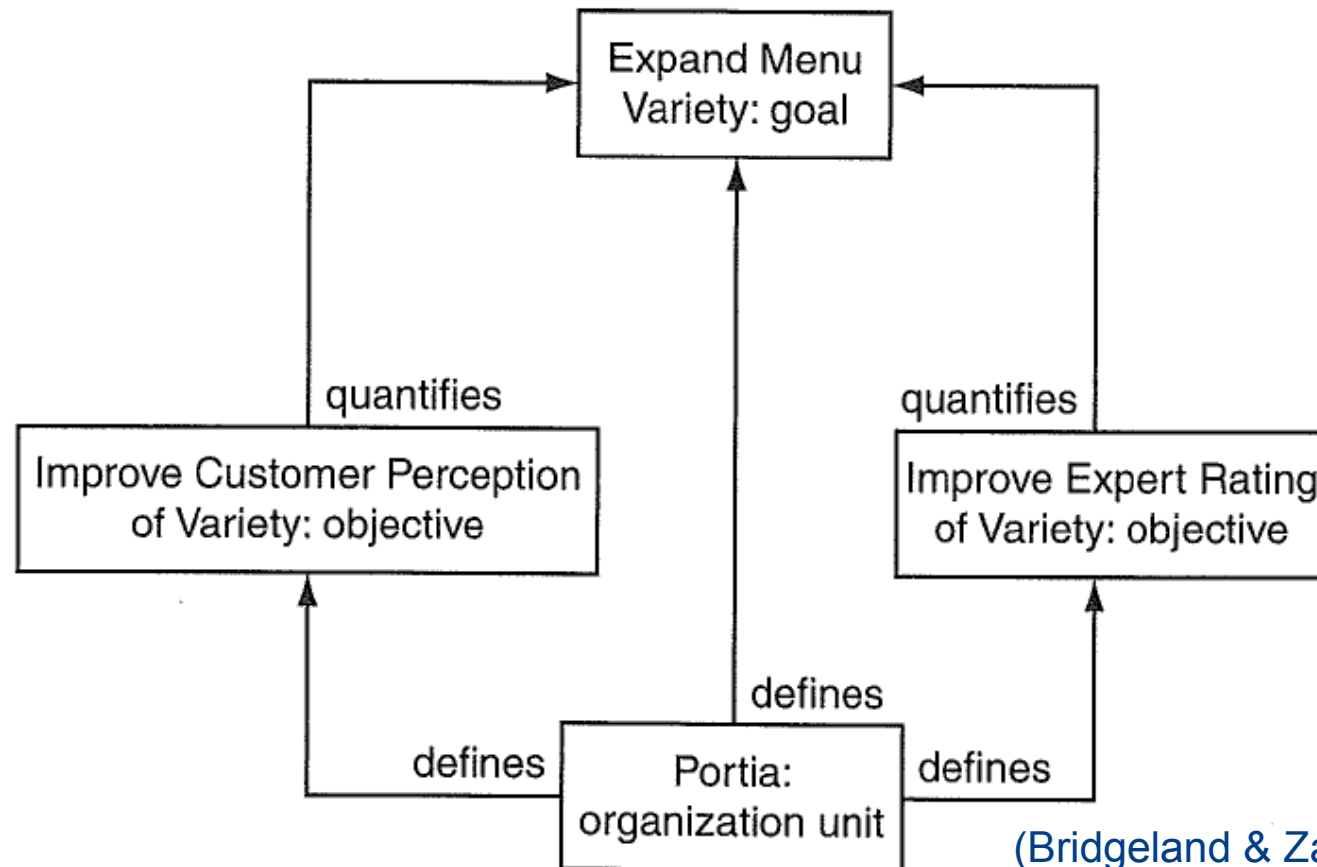 Expand Menu
Variety: goal
quantifies
quantifies
Improve Customer Perception
of Variety: objective
Improve Expert Rating
of Variety: objective
defines
defines
defines
Portia:
organization unit
(Bridgeland &